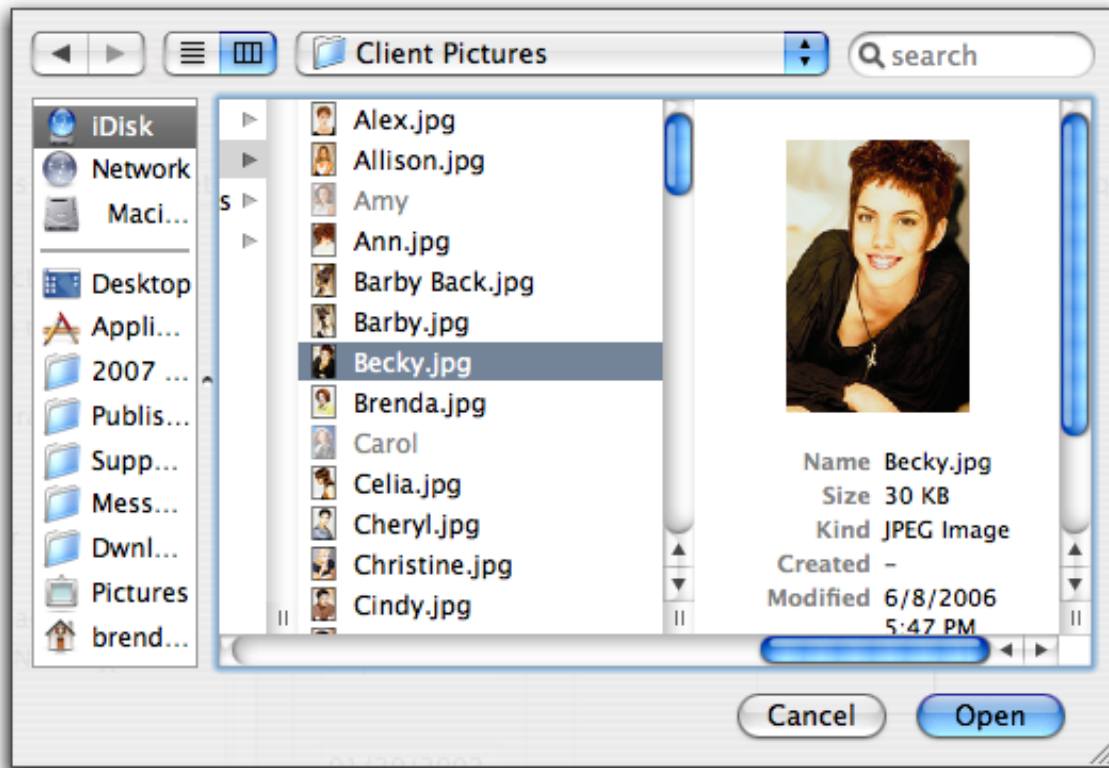 Client Pictures
search
iDisk
Network
Maci...
Desktop
Appli...
2007 ...
Publis...
Supp...
Mess...
Dwnl...
Pictures
brend...
s
Alex.jpg
Allison.jpg
Amy
Ann.jpg
Barby Back.jpg
Barby.jpg
Becky.jpg
Brenda.jpg
Carol
Celia.jpg
Cheryl.jpg
Christine.jpg
Cindy.jpg
Name Becky.jpg
Size 30 KB
Kind JPEG Image
Created –
Modified 6/8/2006
5:47 PM
Cancel
Open